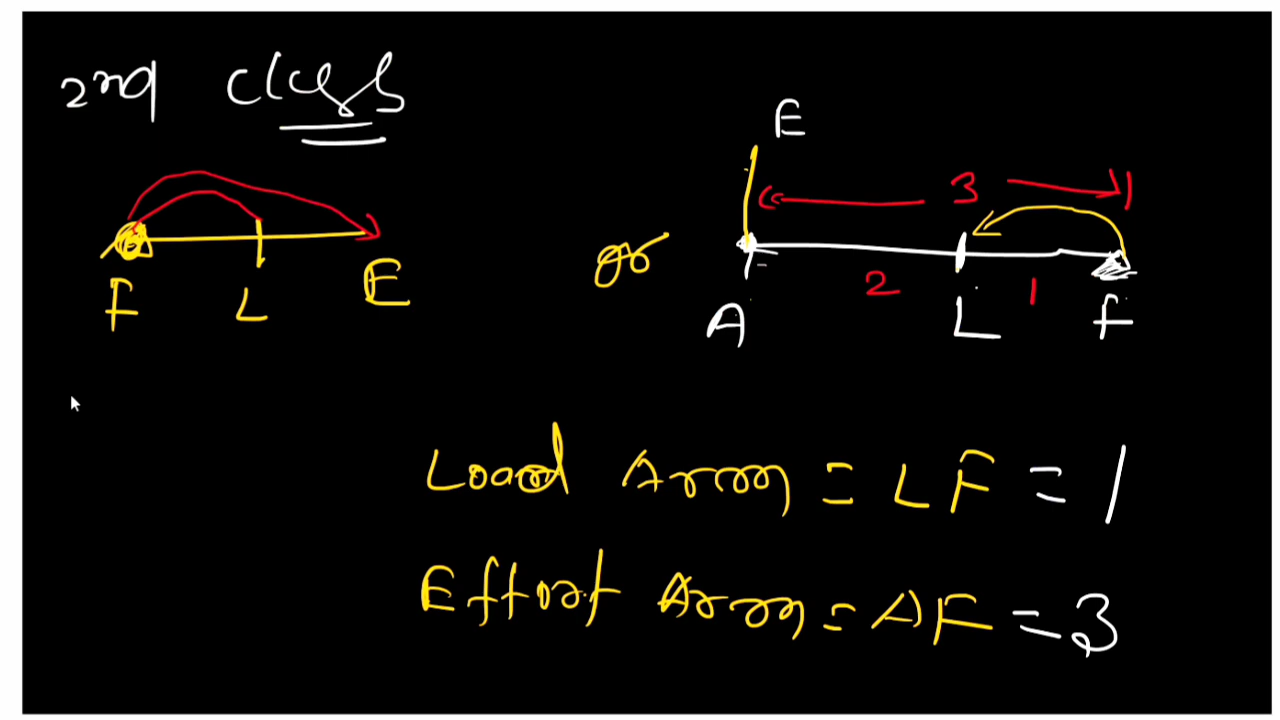 2nd class
E
3
or
2
1
F
L
E
A
L
f
Load Arm = LF = 1
Effort Arm = AF = 3